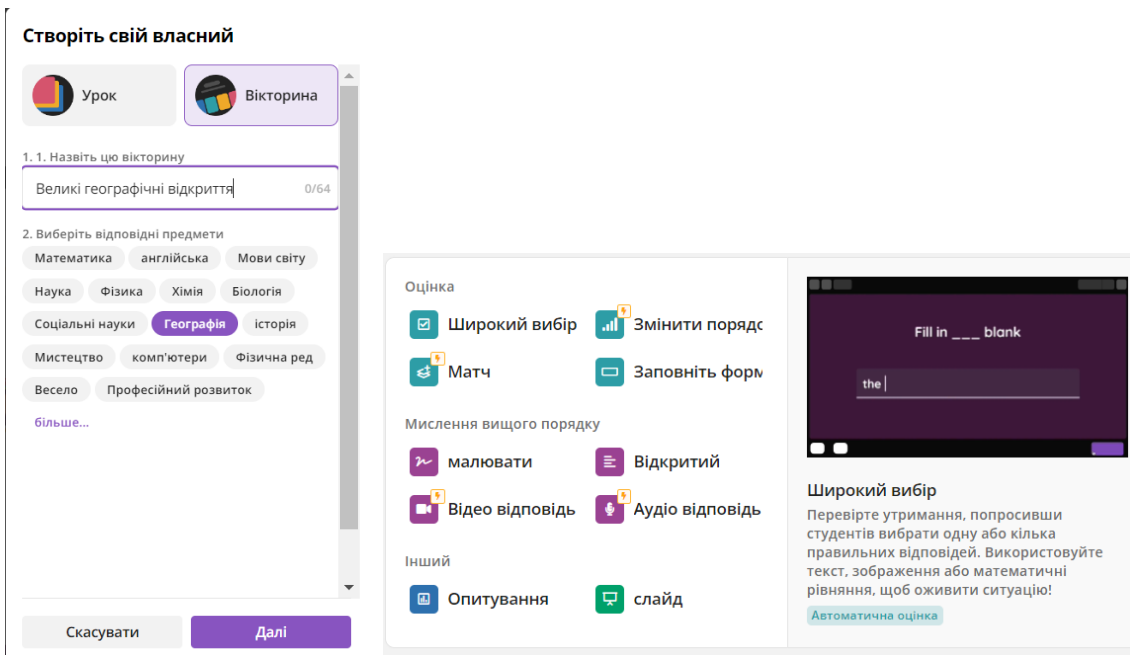 Створіть свій власний
Урок
Вікторина
1. 1. Назвіть цю вікторину
Великі географічні відкриття 0/64
2. Виберіть відповідні предмети
Математика англійська Мови світу
Наука Фізика Хімія Біологія
Соціальні науки Географія історія
Мистецтво комп'ютери Фізична ред
Весело Професійний розвиток
більше...
Скасувати Далі
Оцінка
Широкий вибір Змінити порядс
Матч Заповніть форм
Мислення вищого порядку
малювати Відкритий
Відео відповідь Аудіо відповідь
Інший
Опитування слайд
Fill in ___ blank
the
Широкий вибір
Перевірте утримання, попросивши
студентів вибрати одну або кілька
правильних відповідей. Використовуйте
текст, зображення або математичні
рівняння, щоб оживити ситуацію!
Автоматична оцінка